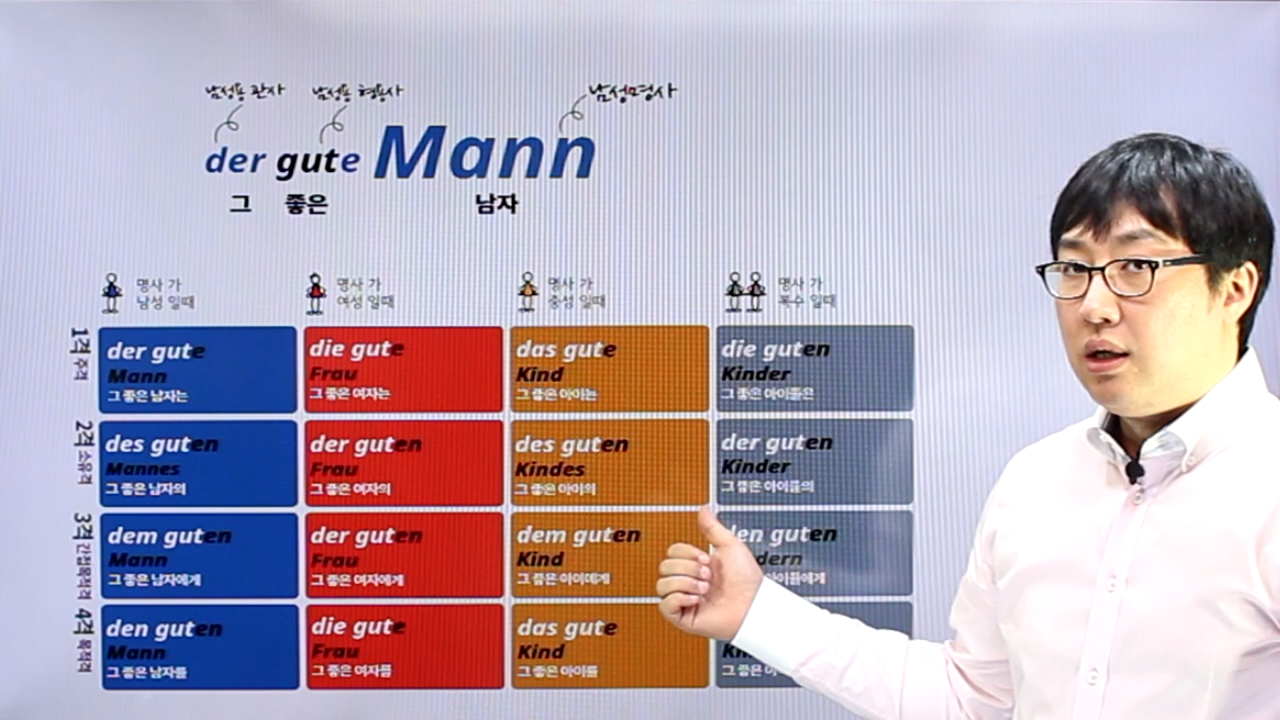 남성용 관사
남성용 형용사
남성명사
der gute Mann
그 좋은 남자
명사 가
남성 일때
명사 가
여성 일때
명사 가
중성 일때
명사 가
복수 일때
1격 주격
der gute
Mann
그 좋은 남자는
die gute
Frau
그 좋은 여자는
das gute
Kind
그 좋은 아이는
die guten
Kinder
그 좋은 아이들은
2격 소유격
des guten
Mannes
그 좋은 남자의
der guten
Frau
그 좋은 여자의
des guten
Kindes
그 좋은 아이의
der guten
Kinder
그 좋은 아이들의
3격 간접목적격
dem guten
Mann
그 좋은 남자에게
der guten
Frau
그 좋은 여자에게
dem guten
Kind
그 좋은 아이에게
den guten
dern
아이들에게
4격 목적격
den guten
Mann
그 좋은 남자를
die gute
Frau
그 좋은 여자를
das gute
Kind
그 좋은 아이를
그 좋은